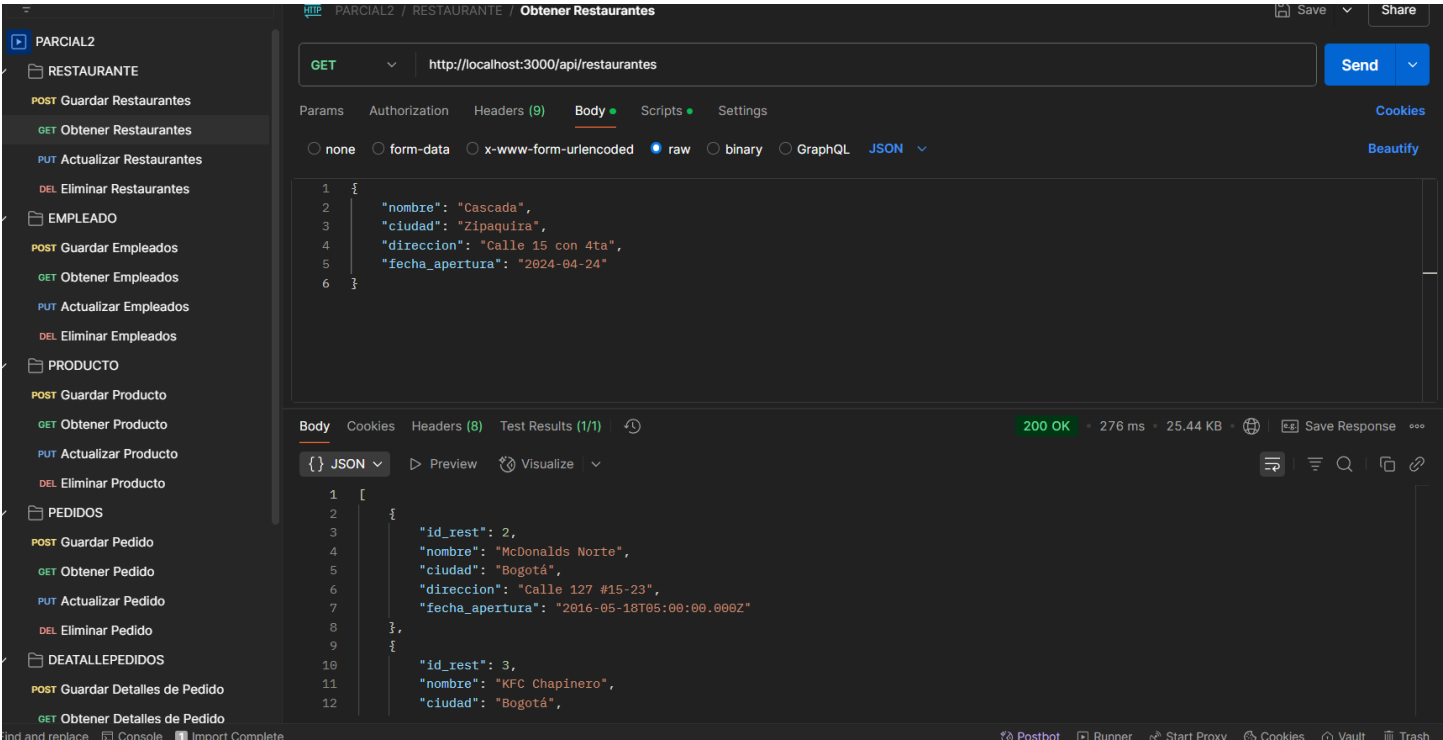 PARCIAL2 / RESTAURANTE / Obtener Restaurantes
Save
Share
PARCIAL2
RESTAURANTE
POST Guardar Restaurantes
GET Obtener Restaurantes
PUT Actualizar Restaurantes
DEL Eliminar Restaurantes
EMPLEADO
POST Guardar Empleados
GET Obtener Empleados
PUT Actualizar Empleados
DEL Eliminar Empleados
PRODUCTO
POST Guardar Producto
GET Obtener Producto
PUT Actualizar Producto
DEL Eliminar Producto
PEDIDOS
POST Guardar Pedido
GET Obtener Pedido
PUT Actualizar Pedido
DEL Eliminar Pedido
DEATALLEPEDIDOS
POST Guardar Detalles de Pedido
GET Obtener Detalles de Pedido
GET http://localhost:3000/api/restaurantes Send
Params Authorization Headers (9) Body Scripts Settings Cookies
none form-data x-www-form-urlencoded raw binary GraphQL JSON Beautify
1 {
2 "nombre": "Cascada",
3 "ciudad": "Zipaquira",
4 "direccion": "Calle 15 con 4ta",
5 "fecha_apertura": "2024-04-24"
6 }
Body Cookies Headers (8) Test Results (1/1) 200 OK 276 ms 25.44 KB e.g. Save Response
{} JSON Preview Visualize
1 [
2 {
3 "id_rest": 2,
4 "nombre": "McDonalds Norte",
5 "ciudad": "Bogotá",
6 "direccion": "Calle 127 #15-23",
7 "fecha_apertura": "2016-05-18T05:00:00.000Z"
8 },
9 {
10 "id_rest": 3,
11 "nombre": "KFC Chapinero",
12 "ciudad": "Bogotá",
Find and replace Console 1 Import Complete Postbot Runner Start Proxy Cookies Vault Trash